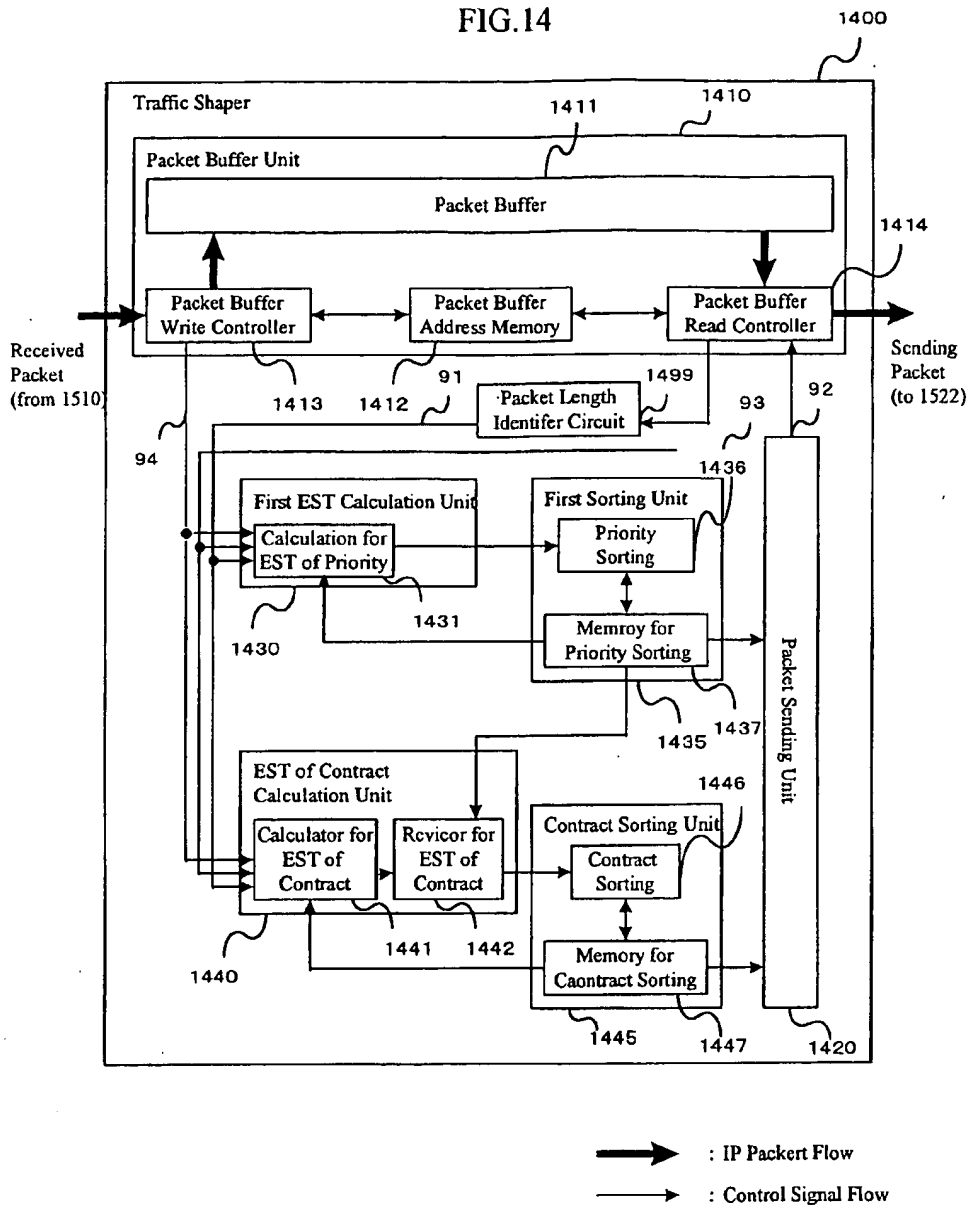 FIG.14
1400
Traffic Shaper
1411
1410
Packet Buffer Unit
Packet Buffer
1414
Packet Buffer
Write Controller
Packet Buffer
Address Memory
Packet Buffer
Read Controller
Received
Packet
(from 1510)
Sending
Packet
(to 1522)
1413
1412
91
Packet Length
Identifer Circuit
1499
93
92
94
1436
First EST Calculation Unit
Calculation for
EST of Priority
First Sorting Unit
Priority
Sorting
1431
1430
Memroy for
Priority Sorting
1437
1435
Packet Sending Unit
EST of Contract
Calculation Unit
1446
Calculator for
EST of
Contract
Rcvicor for
EST of
Contract
Contract Sorting Unit
Contract
Sorting
1441
1442
1440
Memory for
Caontract Sorting
1445
1447
1420
: IP Packert Flow
: Control Signal Flow